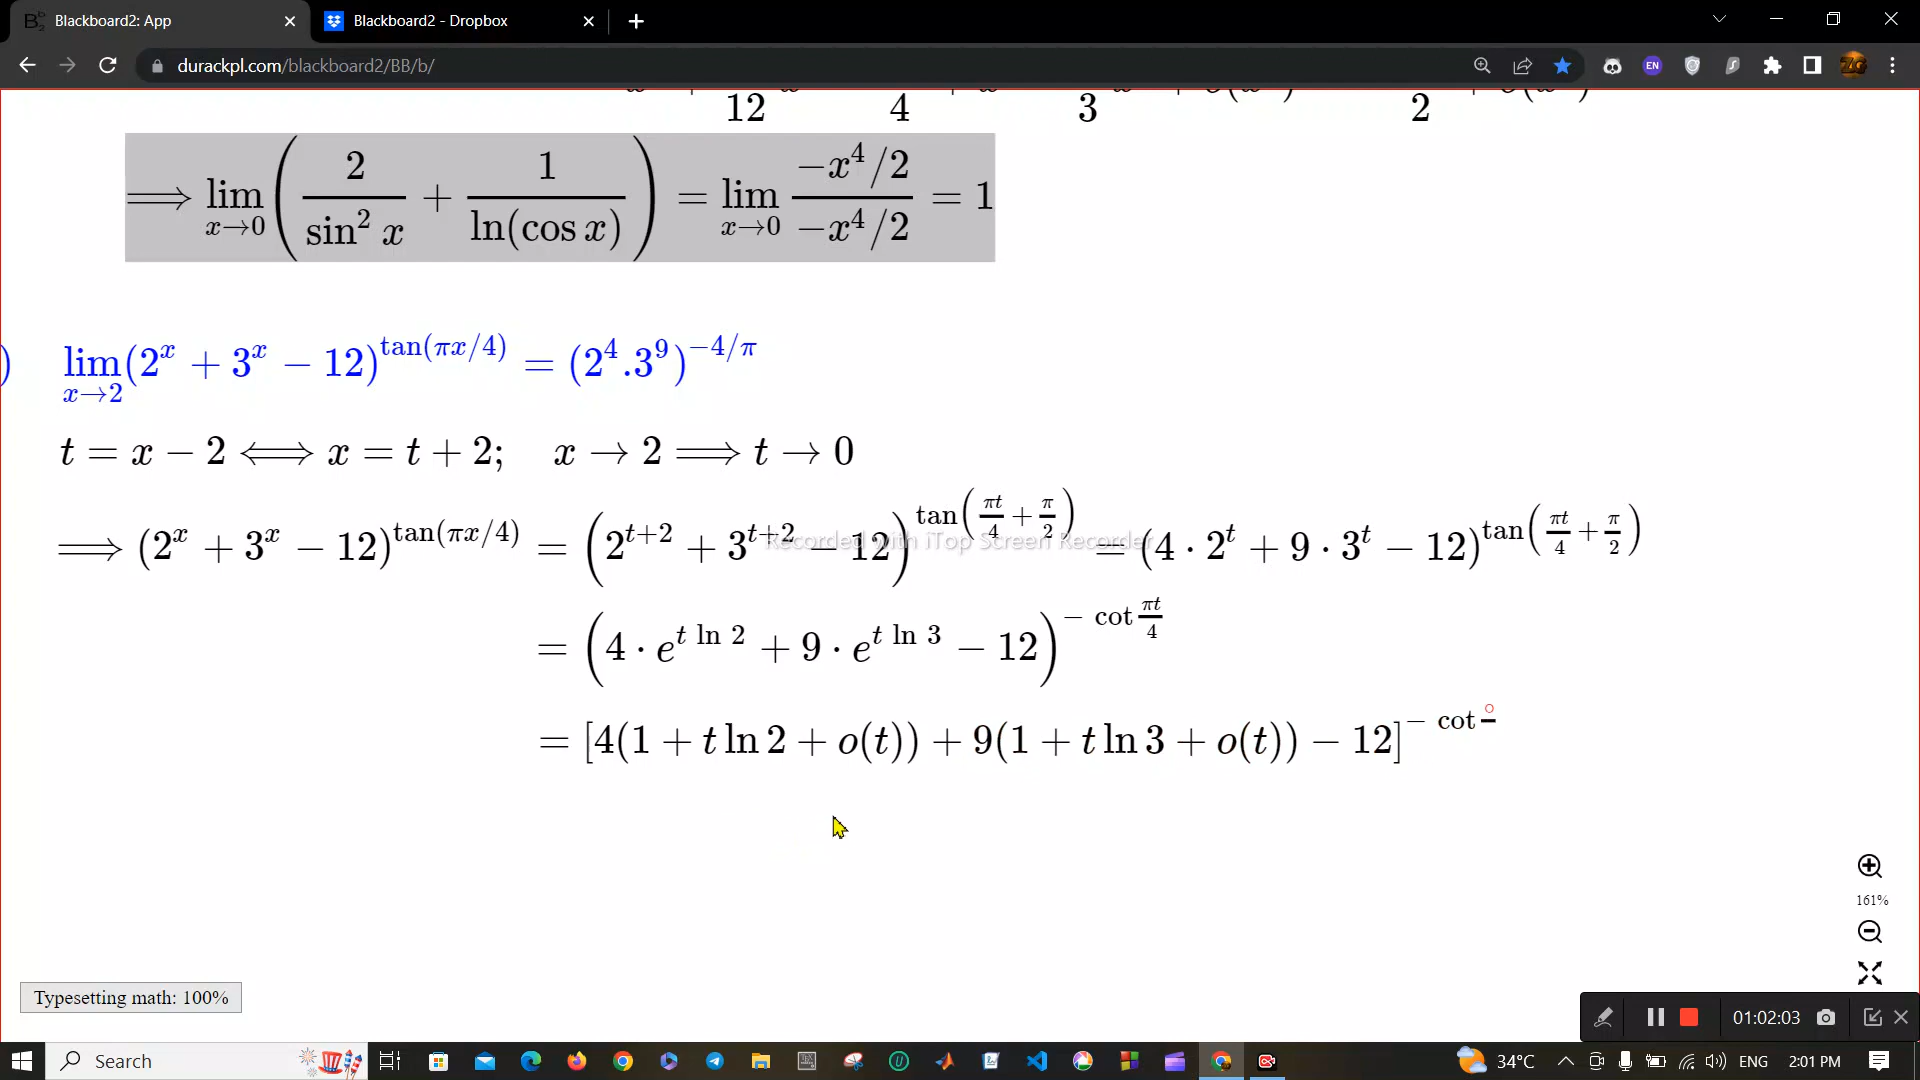 Blackboard2: App
Blackboard2 - Dropbox
durackpl.com/blackboard2/BB/b/
EN
12 4 3 2
⟹ lim x→0 ( 2/sin² x + 1/ln(cos x) ) = lim x→0 (−x⁴/2)/(−x⁴/2) = 1
) lim x→2 (2^x + 3^x − 12)^{tan(πx/4)} = (2⁴.3⁹)^{−4/π}
t = x − 2 ⟺ x = t + 2; x → 2 ⟹ t → 0
⟹ (2^x + 3^x − 12)^{tan(πx/4)} = (2^{t+2} + 3^{t+2} − 12)^{tan(πt/4 + π/2)} = (4 · 2^t + 9 · 3^t − 12)^{tan(πt/4 + π/2)}
Recorded with iTop Screen Recorder
= (4 · e^{t ln 2} + 9 · e^{t ln 3} − 12)^{− cot πt/4}
= [4(1 + t ln 2 + o(t)) + 9(1 + t ln 3 + o(t)) − 12]^{− cot ○/}
161%
Typesetting math: 100%
01:02:03
Search
34°C
ENG
2:01 PM